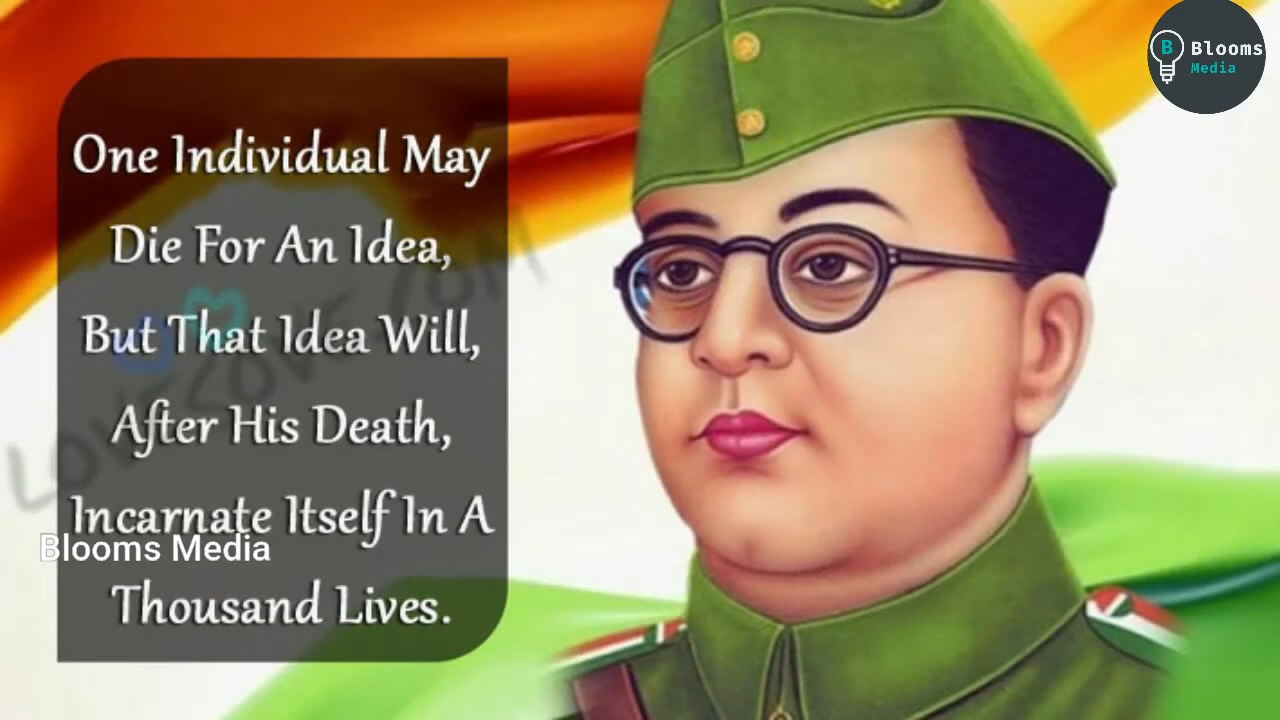 B Blooms
Media
One Individual May
Die For An Idea,
But That Idea Will,
After His Death,
Incarnate Itself In A
Blooms Media
Thousand Lives.